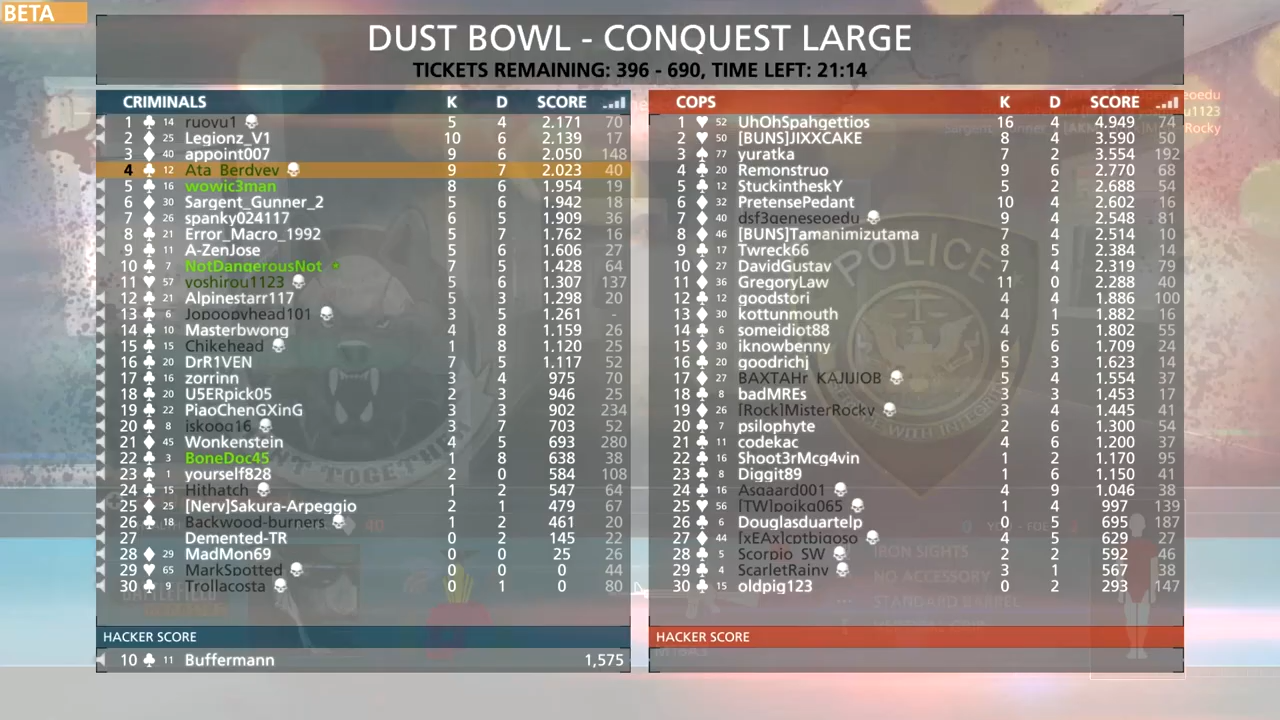 BETA
DUST BOWL - CONQUEST LARGE
TICKETS REMAINING: 396 - 690, TIME LEFT: 21:14
CRIMINALS K D SCORE
1 14 ruovu1 5 4 2.171 70
2 25 Legionz_V1 10 6 2.139 17
3 40 appoint007 9 6 2.050 148
4 12 Ata_Berdyev 9 7 2.023 40
5 16 wowic3man 8 6 1.954 19
6 30 Sargent_Gunner_2 6 5 1.942 18
7 26 spanky024117 6 5 1.909 36
8 21 Error_Macro_1992 5 7 1.762 16
9 11 A-ZenJose 5 6 1.606 27
10 7 NotDangerousNot 7 5 1.428 64
11 57 yoshirou1123 5 6 1.307 137
12 21 Alpinestarr117 5 3 1.298 20
13 6 Jopoopyhead101 3 5 1.261 -
14 10 Masterbwong 4 8 1.159 26
15 15 Chikehead 1 8 1.120 25
16 20 DrR1VEN 7 5 1.117 52
17 16 zorrinn 3 4 975 70
18 20 U5ERpick05 2 3 946 25
19 22 PiaoChenGXinG 3 3 902 234
20 8 iskoog16 3 7 703 52
21 45 Wonkenstein 4 5 693 280
22 3 BoneDoc45 1 8 638 38
23 1 yourself828 2 0 584 108
24 15 Hithatch 1 2 547 64
25 25 [Nerv]Sakura-Arpeggio 2 1 479 67
26 18 Backwood-burners 1 2 461 20
27 Demented-TR 0 2 145 22
28 29 MadMon69 0 0 25 26
29 65 MarkSpotted 0 0 0 44
30 9 Trollacosta 0 1 0 80
HACKER SCORE
10 11 Buffermann 1,575
COPS K D SCORE
1 52 UhOhSpahgettios 16 4 4.949 74
2 50 [BUNS]JIXXCAKE 8 4 3.590 50
3 77 yuratka 7 2 3.554 192
4 20 Remonstruo 9 6 2.770 68
5 12 StuckintheskY 5 2 2.688 54
6 32 PretensePedant 10 4 2.602 16
7 40 dsf3geneseoedu 9 4 2.548 81
8 46 [BUNS]Tamanimizutama 7 4 2.514 10
9 17 Twreck66 8 5 2.384 14
10 27 DavidGustav 7 4 2.319 79
11 36 GregoryLaw 11 0 2.288 40
12 12 goodstori 4 4 1.886 100
13 30 kottunmouth 4 1 1.882 16
14 6 someidiot88 4 5 1.802 55
15 30 iknowbenny 6 6 1.709 24
16 20 goodrichj 5 3 1.623 14
17 27 BAXTAHr_KAJIJIOB 5 4 1.554 37
18 8 badMREs 3 3 1.453 17
19 26 [Rock]MisterRocky 3 4 1.445 41
20 7 psilophyte 2 6 1.300 54
21 11 codekac 4 6 1.200 37
22 16 Shoot3rMcg4vin 1 2 1.170 95
23 8 Diggit89 1 6 1.150 41
24 16 Asgaard001 4 9 1.046 38
25 56 [TW]poikg065 1 4 997 139
26 6 Douglasduartelp 0 5 695 187
27 44 [xEAx]cptbigoso 4 5 629 27
28 5 Scorpio_SW 2 2 592 46
29 4 ScarletRainv 3 1 567 38
30 15 oldpig123 0 2 293 147
IRON SIGHTS
NO ACCESSORY
STANDARD BARREL
HACKER SCORE